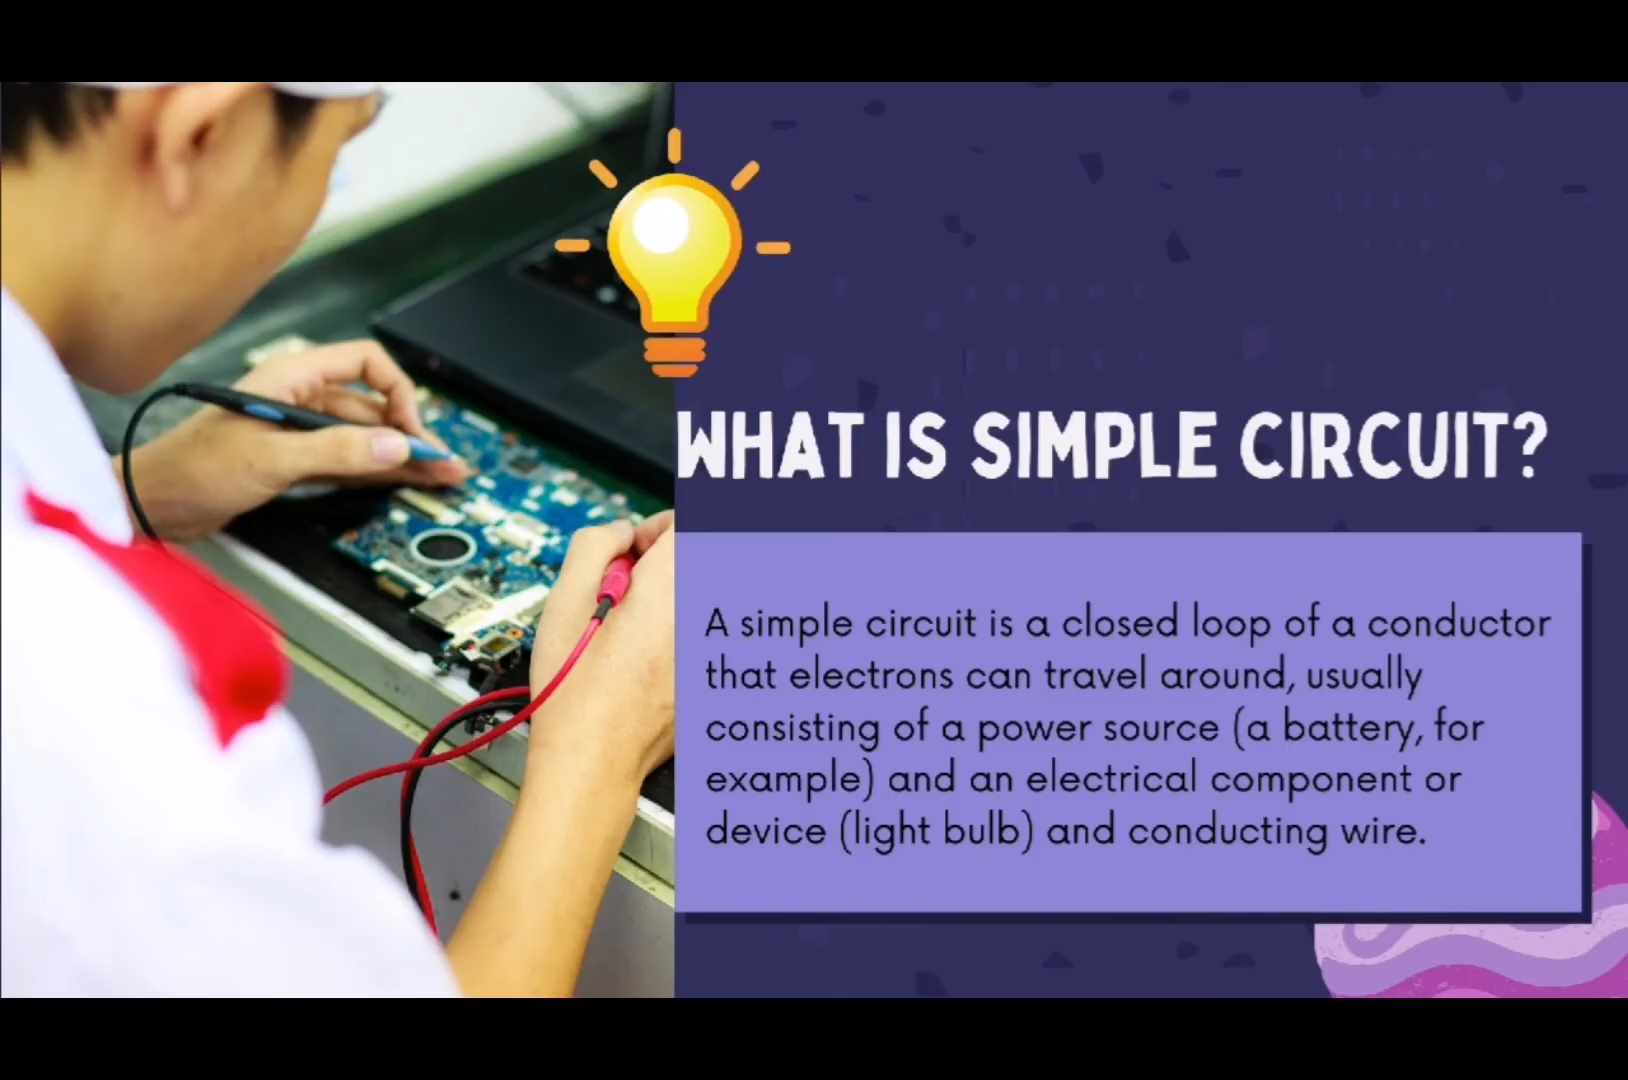 WHAT IS SIMPLE CIRCUIT?
A simple circuit is a closed loop of a conductor
that electrons can travel around, usually
consisting of a power source (a battery, for
example) and an electrical component or
device (light bulb) and conducting wire.